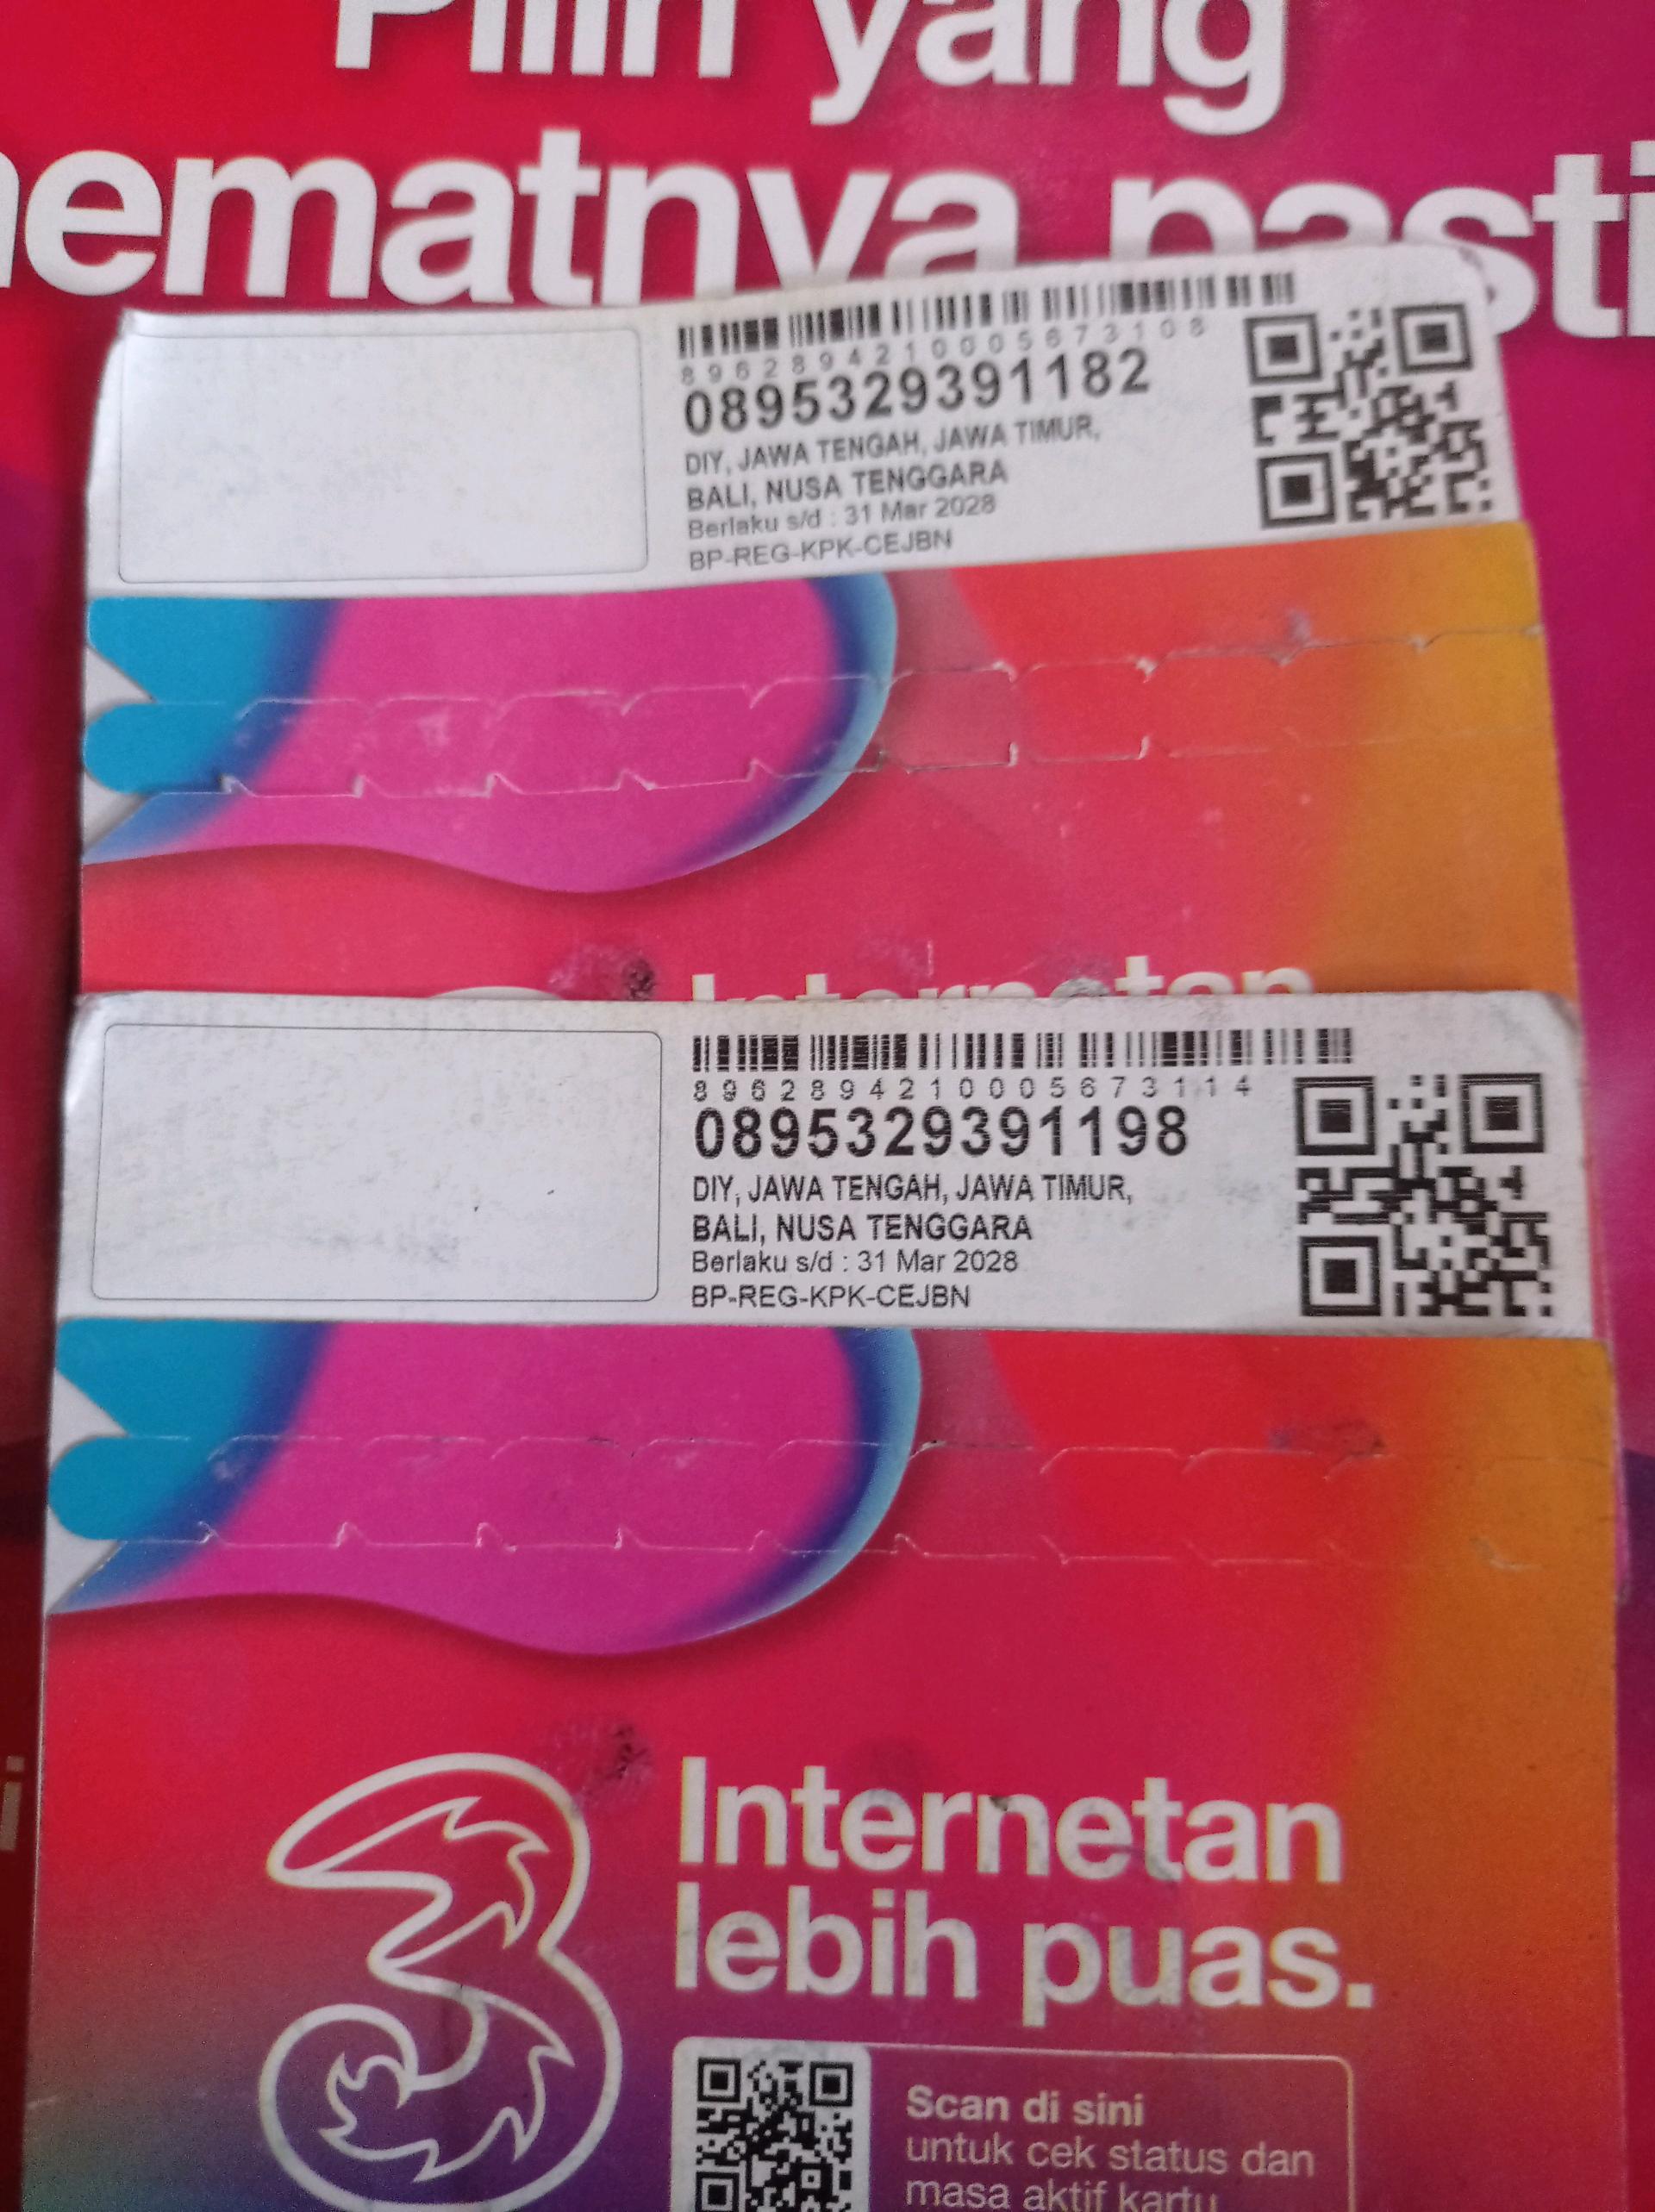 Pilih yang
hematnya pasti
8962894210005673108
0895329391182
DIY, JAWA TENGAH, JAWA TIMUR,
BALI, NUSA TENGGARA
Berlaku s/d : 31 Mar 2028
BP-REG-KPK-CEJBN
Internetan
8962894210005673114
0895329391198
DIY, JAWA TENGAH, JAWA TIMUR,
BALI, NUSA TENGGARA
Berlaku s/d : 31 Mar 2028
BP-REG-KPK-CEJBN
3
Internetan
lebih puas.
Scan di sini
untuk cek status dan
masa aktif kartu